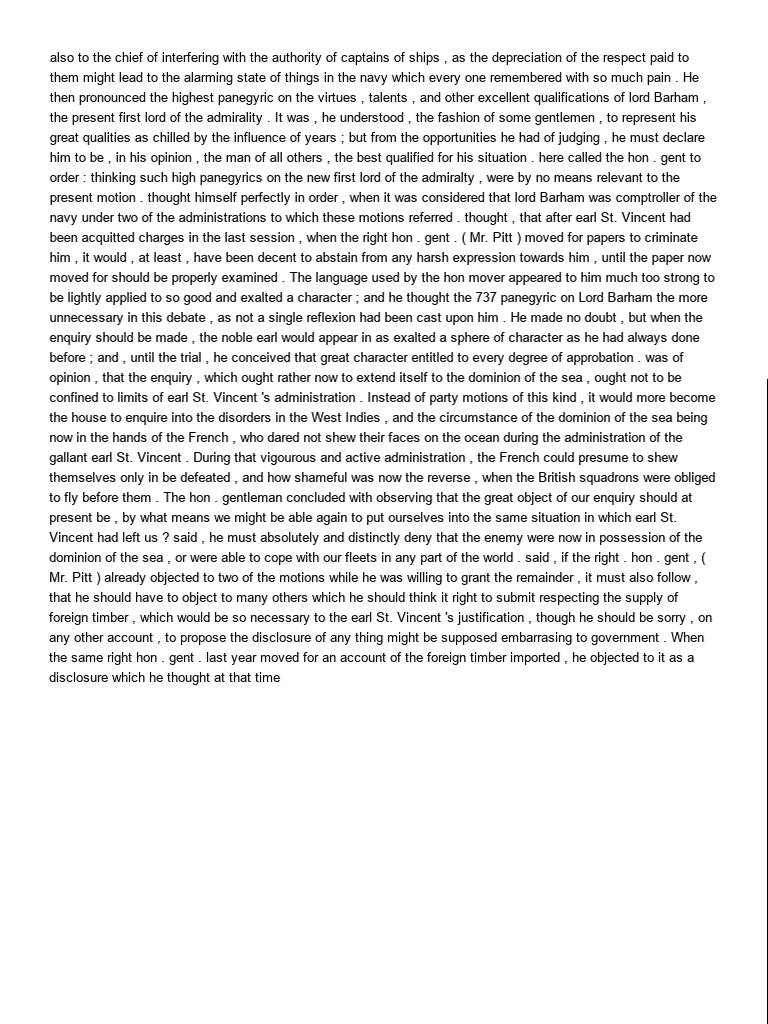 also to the chief of interfering with the authority of captains of ships , as the depreciation of the respect paid to
them might lead to the alarming state of things in the navy which every one remembered with so much pain . He
then pronounced the highest panegyric on the virtues , talents , and other excellent qualifications of lord Barham ,
the present first lord of the admirality . It was , he understood , the fashion of some gentlemen , to represent his
great qualities as chilled by the influence of years ; but from the opportunities he had of judging , he must declare
him to be , in his opinion , the man of all others , the best qualified for his situation . here called the hon . gent to
order : thinking such high panegyrics on the new first lord of the admiralty , were by no means relevant to the
present motion . thought himself perfectly in order , when it was considered that lord Barham was comptroller of the
navy under two of the administrations to which these motions referred . thought , that after earl St. Vincent had
been acquitted charges in the last session , when the right hon . gent . ( Mr. Pitt ) moved for papers to criminate
him , it would , at least , have been decent to abstain from any harsh expression towards him , until the paper now
moved for should be properly examined . The language used by the hon mover appeared to him much too strong to
be lightly applied to so good and exalted a character ; and he thought the 737 panegyric on Lord Barham the more
unnecessary in this debate , as not a single reflexion had been cast upon him . He made no doubt , but when the
enquiry should be made , the noble earl would appear in as exalted a sphere of character as he had always done
before ; and , until the trial , he conceived that great character entitled to every degree of approbation . was of
opinion , that the enquiry , which ought rather now to extend itself to the dominion of the sea , ought not to be
confined to limits of earl St. Vincent 's administration . Instead of party motions of this kind , it would more become
the house to enquire into the disorders in the West Indies , and the circumstance of the dominion of the sea being
now in the hands of the French , who dared not shew their faces on the ocean during the administration of the
gallant earl St. Vincent . During that vigourous and active administration , the French could presume to shew
themselves only in be defeated , and how shameful was now the reverse , when the British squadrons were obliged
to fly before them . The hon . gentleman concluded with observing that the great object of our enquiry should at
present be , by what means we might be able again to put ourselves into the same situation in which earl St.
Vincent had left us ? said , he must absolutely and distinctly deny that the enemy were now in possession of the
dominion of the sea , or were able to cope with our fleets in any part of the world . said , if the right . hon . gent , (
Mr. Pitt ) already objected to two of the motions while he was willing to grant the remainder , it must also follow ,
that he should have to object to many others which he should think it right to submit respecting the supply of
foreign timber , which would be so necessary to the earl St. Vincent 's justification , though he should be sorry , on
any other account , to propose the disclosure of any thing might be supposed embarrasing to government . When
the same right hon . gent . last year moved for an account of the foreign timber imported , he objected to it as a
disclosure which he thought at that time